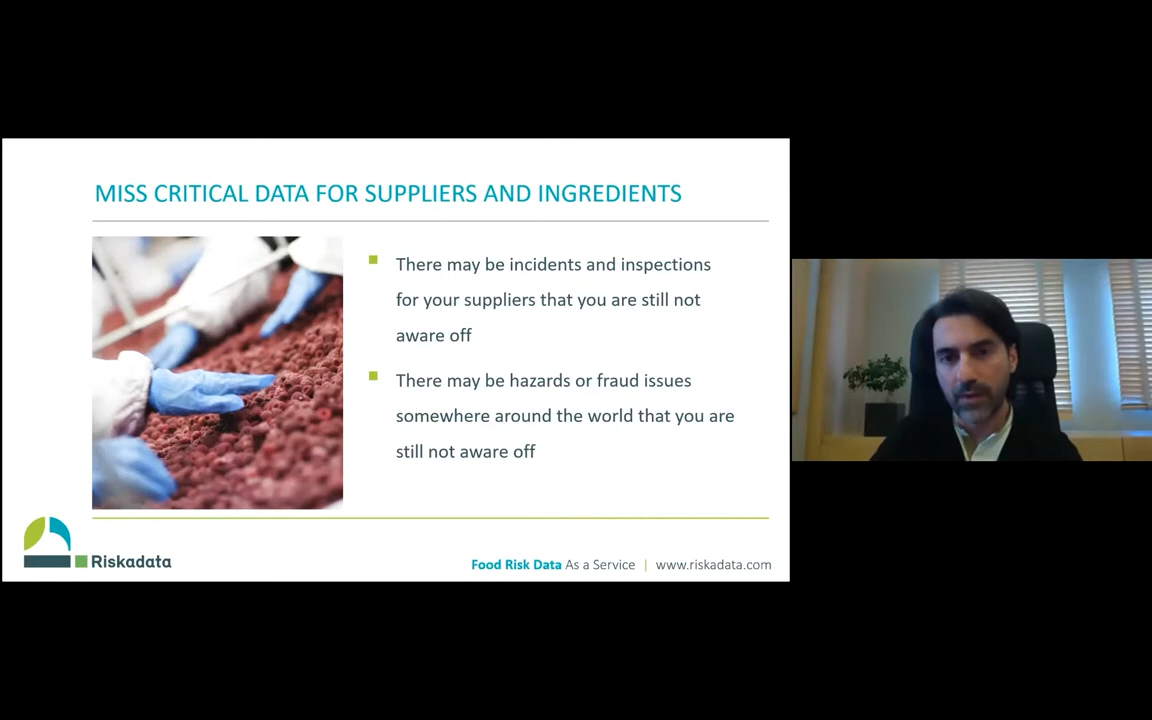 MISS CRITICAL DATA FOR SUPPLIERS AND INGREDIENTS
There may be incidents and inspections
for your suppliers that you are still not
aware off
There may be hazards or fraud issues
somewhere around the world that you are
still not aware off
Riskadata
Food Risk Data As a Service | www.riskadata.com